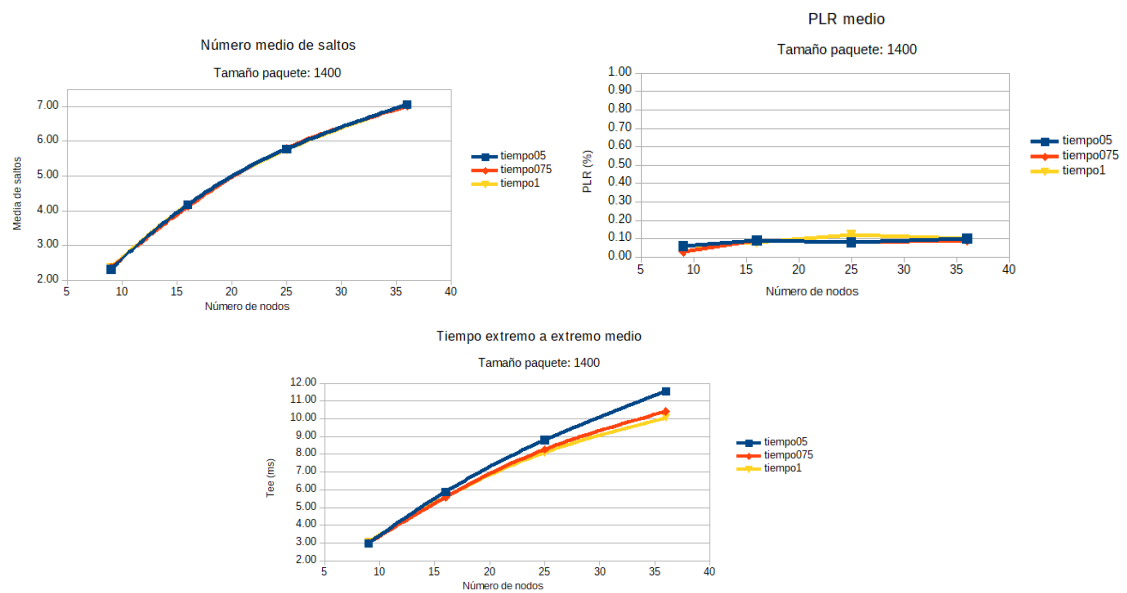 Número medio de saltos
Tamaño paquete: 1400
Media de saltos
7.00
6.00
5.00
4.00
3.00
2.00
5 10 15 20 25 30 35 40
Número de nodos
tiempo05
tiempo075
tiempo1
PLR medio
Tamaño paquete: 1400
PLR (%)
1.00
0.90
0.80
0.70
0.60
0.50
0.40
0.30
0.20
0.10
0.00
5 10 15 20 25 30 35 40
Número de nodos
tiempo05
tiempo075
tiempo1
Tiempo extremo a extremo medio
Tamaño paquete: 1400
Tee (ms)
12.00
11.00
10.00
9.00
8.00
7.00
6.00
5.00
4.00
3.00
2.00
5 10 15 20 25 30 35 40
Número de nodos
tiempo05
tiempo075
tiempo1